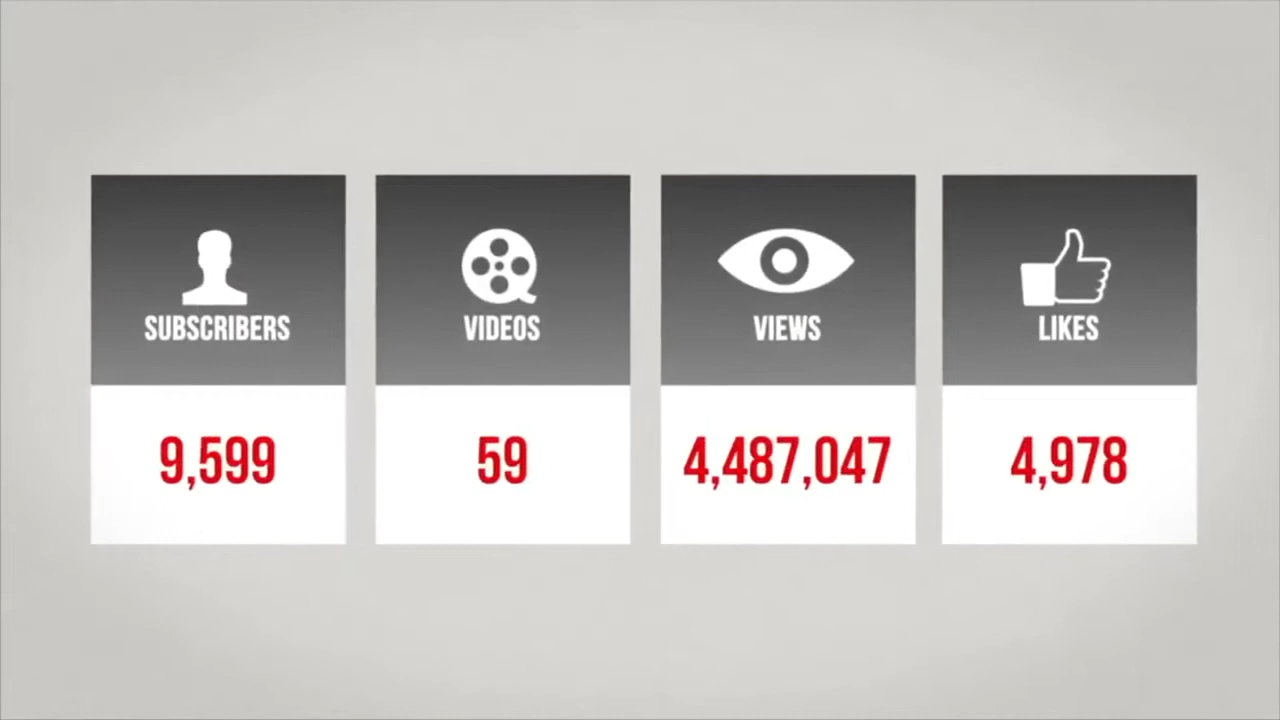 SUBSCRIBERS
VIDEOS
VIEWS
LIKES
9,599
59
4,487,047
4,978